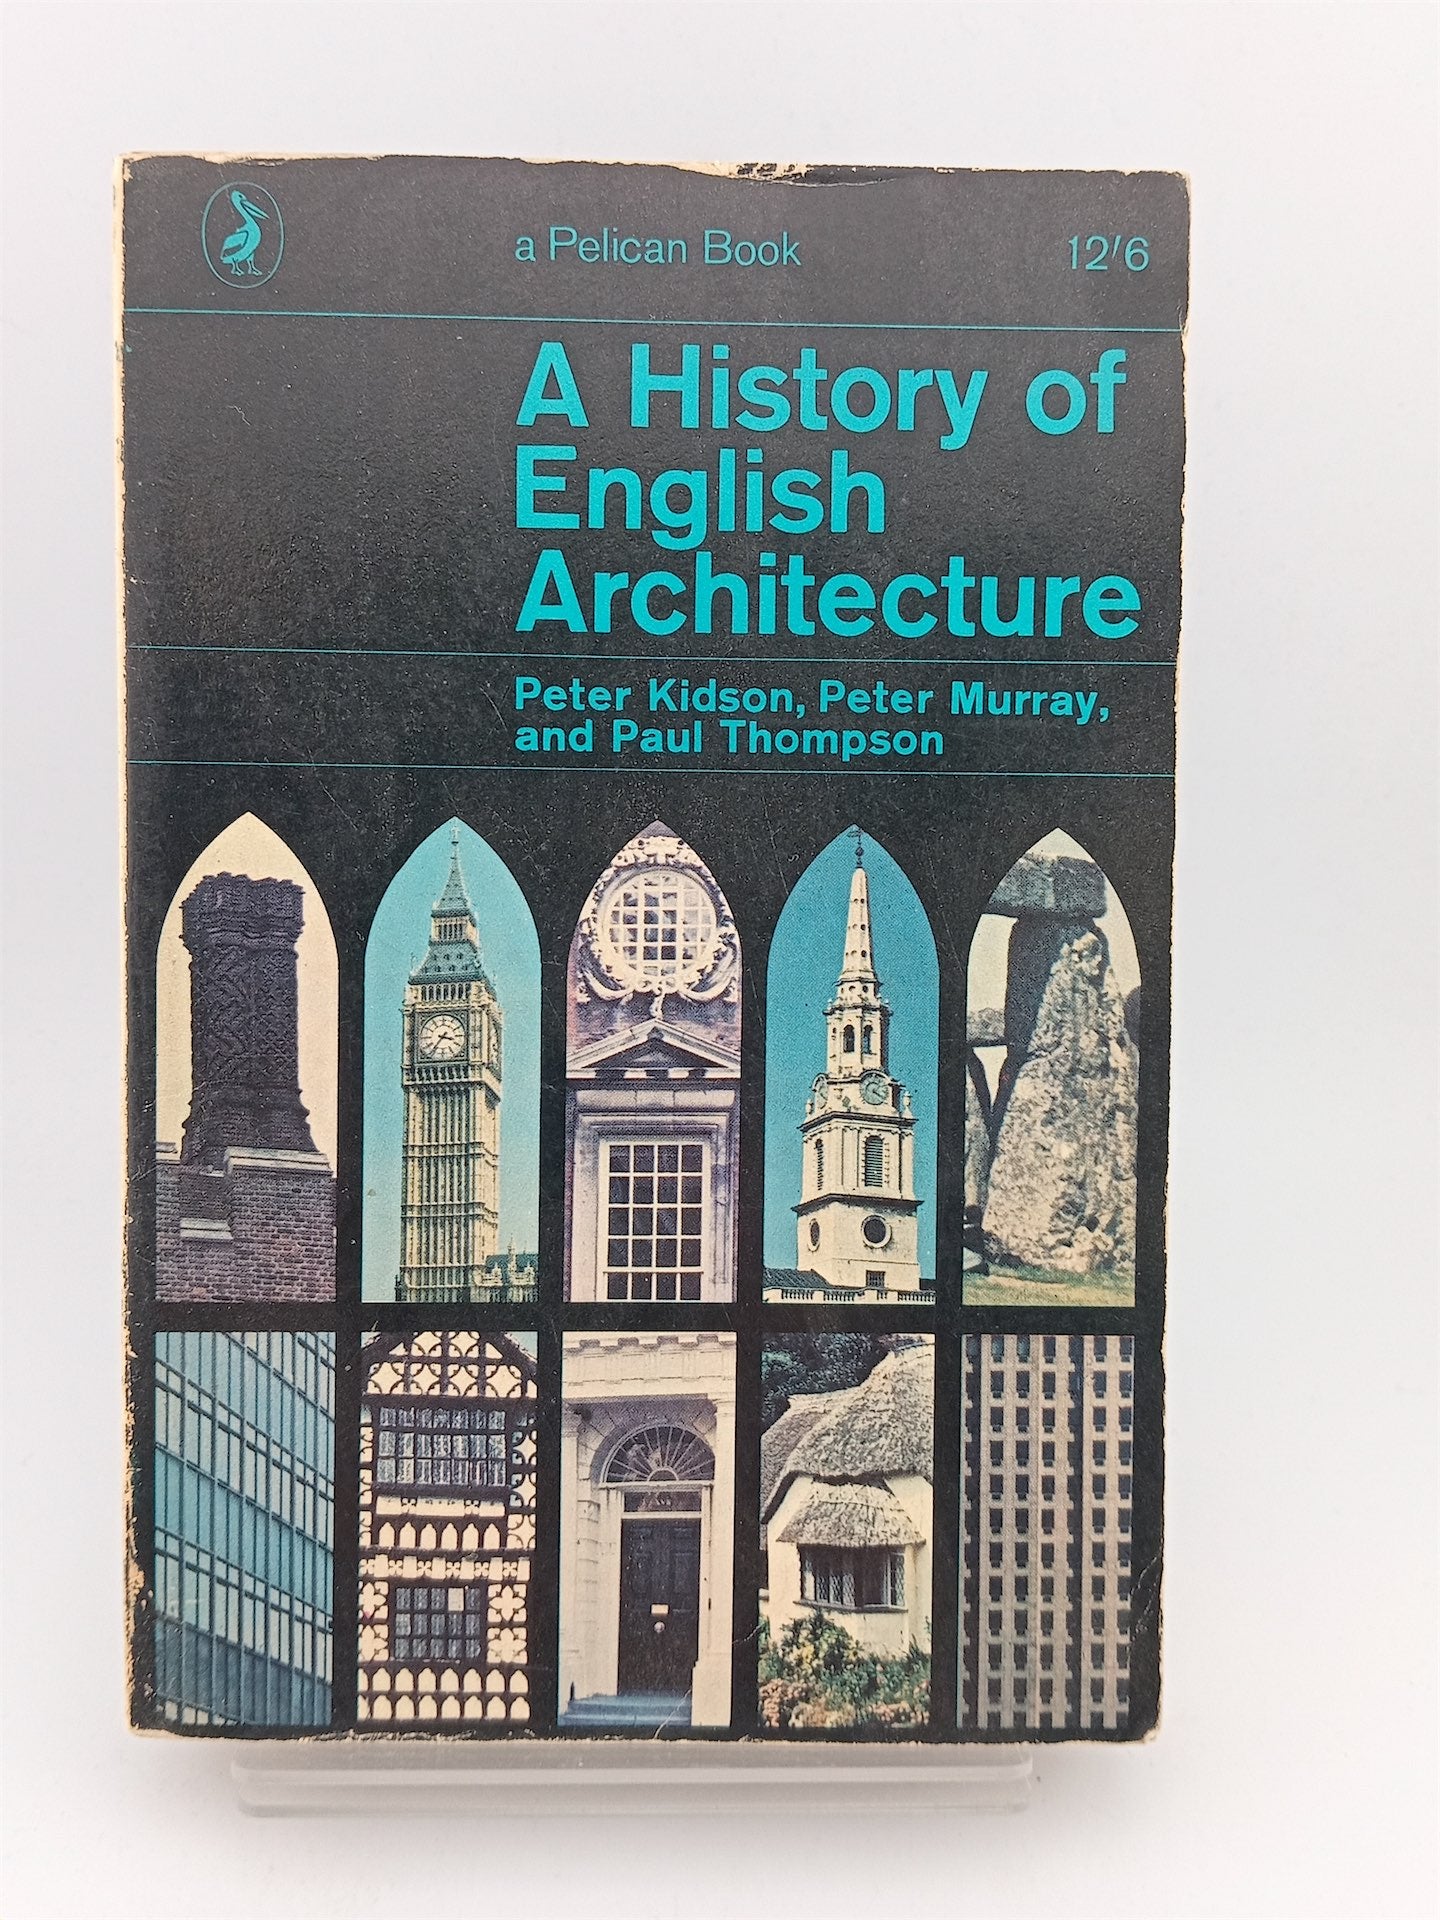 a Pelican Book
12'6
A History of
English
Architecture
Peter Kidson, Peter Murray,
and Paul Thompson